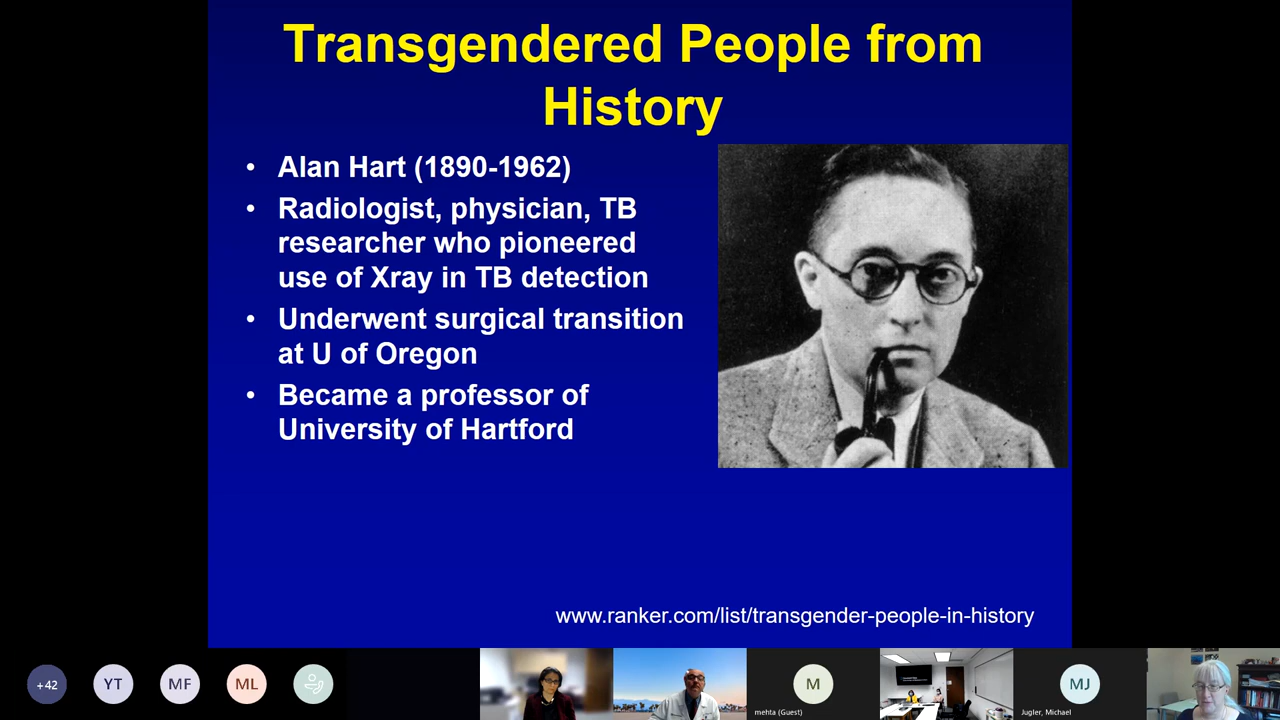 Transgendered People from
History
• Alan Hart (1890-1962)
• Radiologist, physician, TB
researcher who pioneered
use of Xray in TB detection
• Underwent surgical transition
at U of Oregon
• Became a professor of
University of Hartford
www.ranker.com/list/transgender-people-in-history
+42
YT
MF
ML
M
mehta (Guest)
MJ
Jugler, Michael